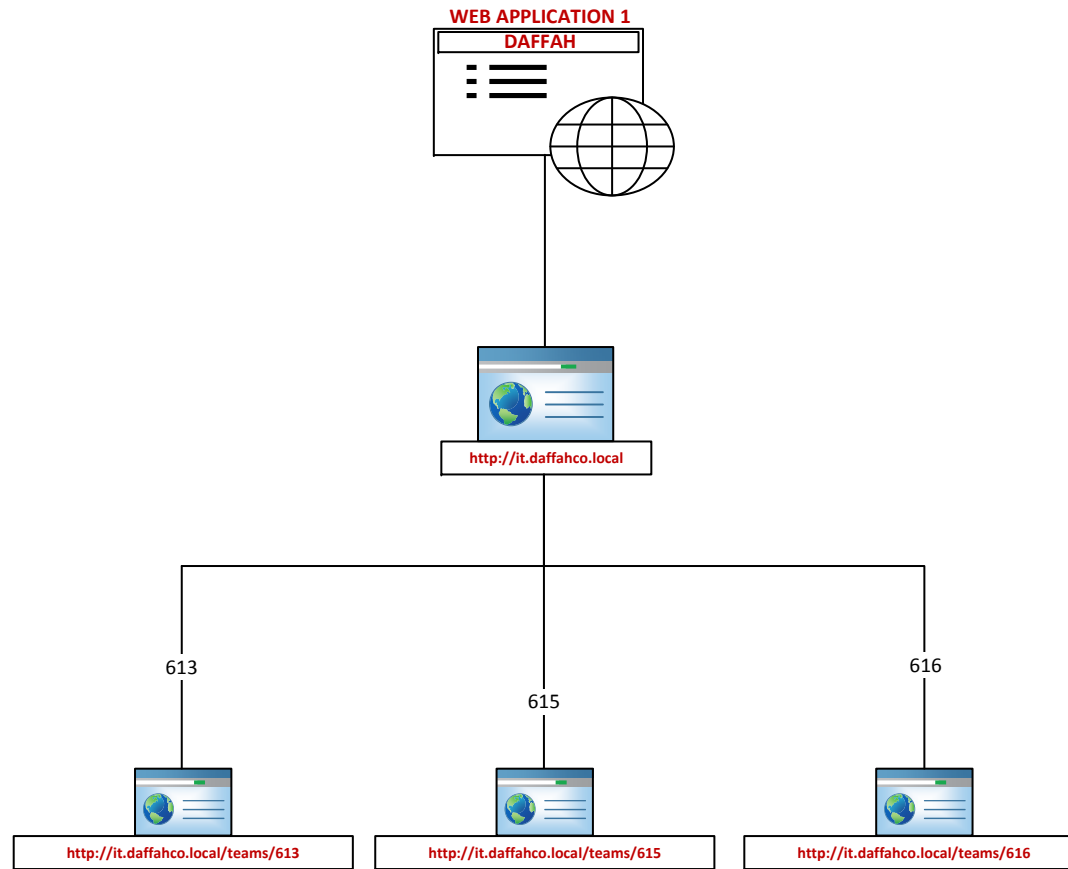 WEB APPLICATION 1
DAFFAH
http://it.daffahco.local
613
615
616
http://it.daffahco.local/teams/613
http://it.daffahco.local/teams/615
http://it.daffahco.local/teams/616